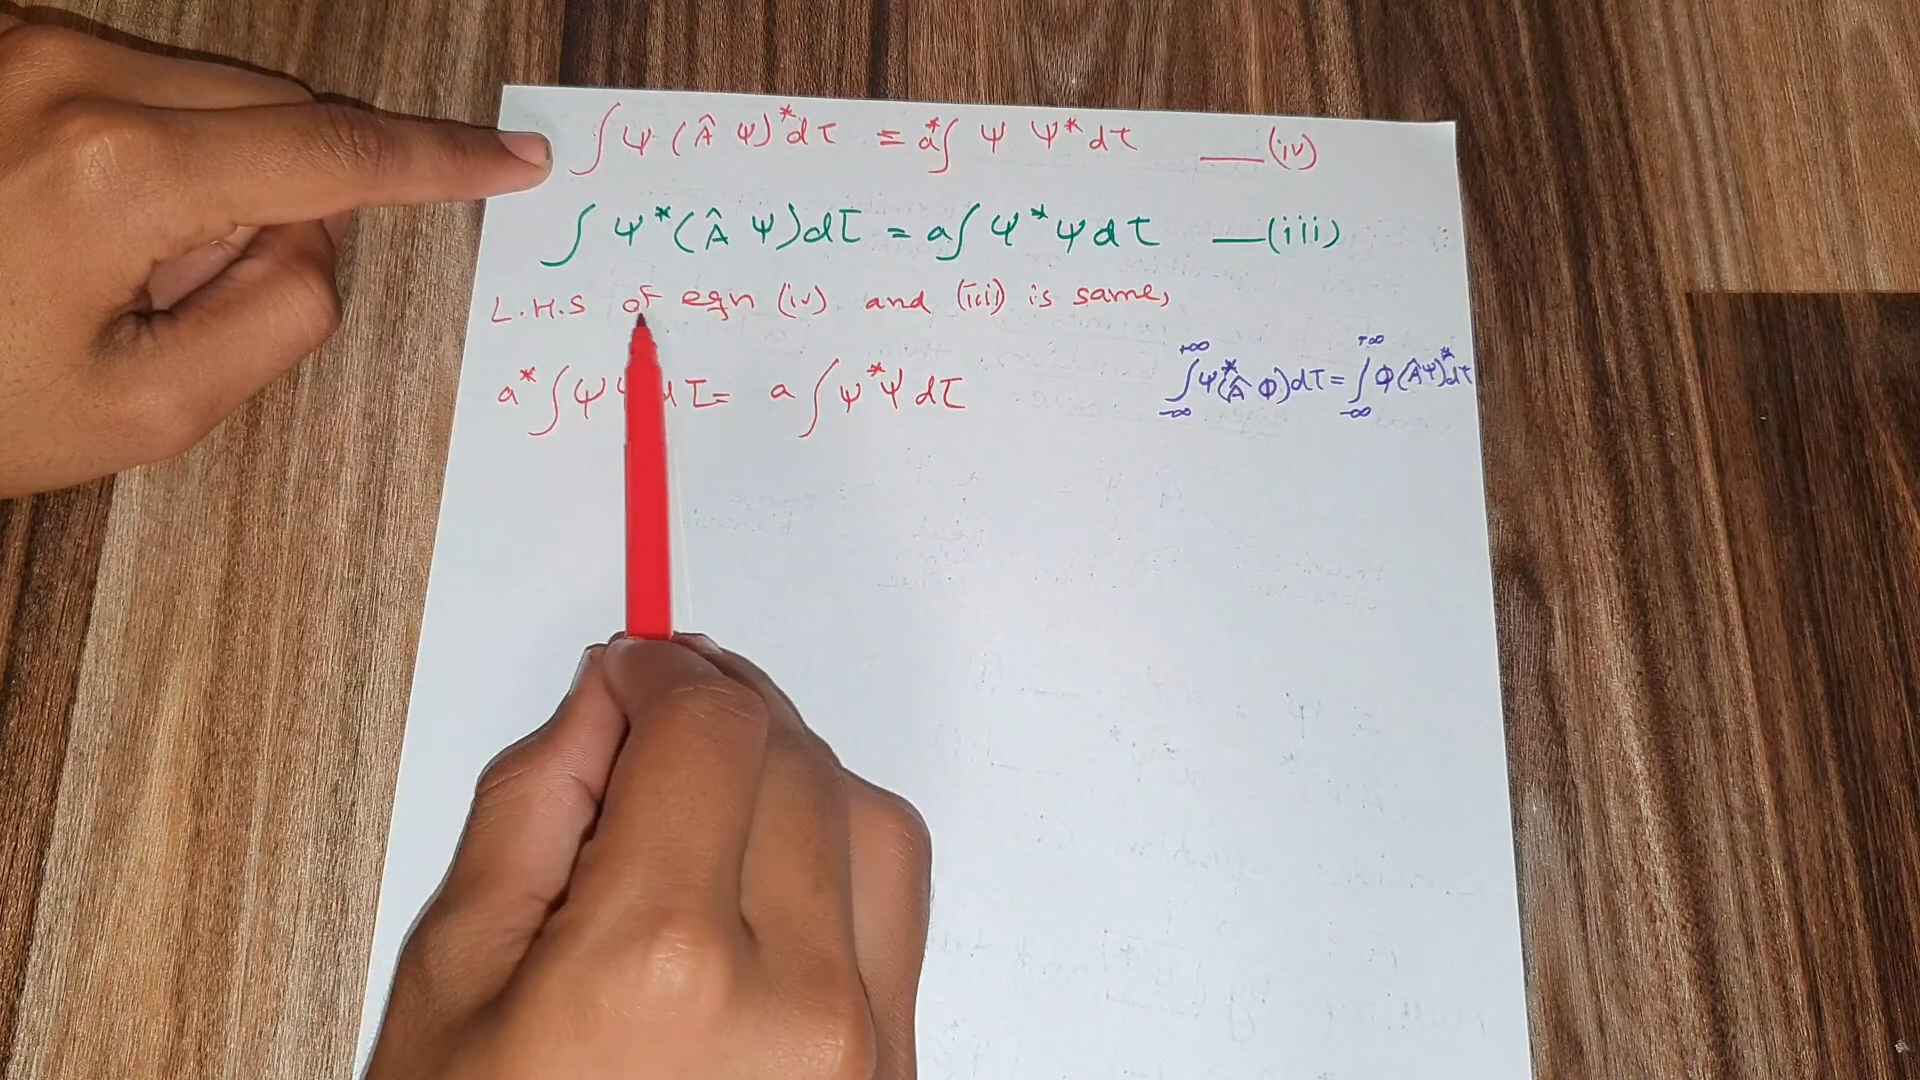 ∫ Ψ (Â Ψ)* dτ = a* ∫ Ψ Ψ* dτ —(iv)
∫ Ψ* (Â Ψ) dτ = a ∫ Ψ* Ψ dτ —(iii)
L.H.S of eqn (iv) and (iii) is same,
a* ∫ Ψ Ψ dτ = a ∫ Ψ* Ψ dτ
+∞ +∞
∫ Ψ* (Â Φ) dτ = ∫ Φ (Â Ψ)* dτ
-∞ -∞